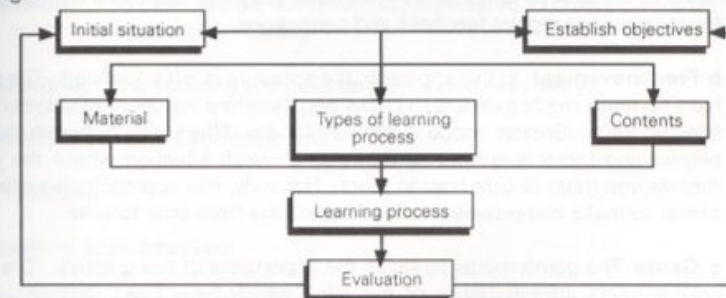 Initial situation
Establish objectives
Material
Types of learning
process
Contents
Learning process
Evaluation